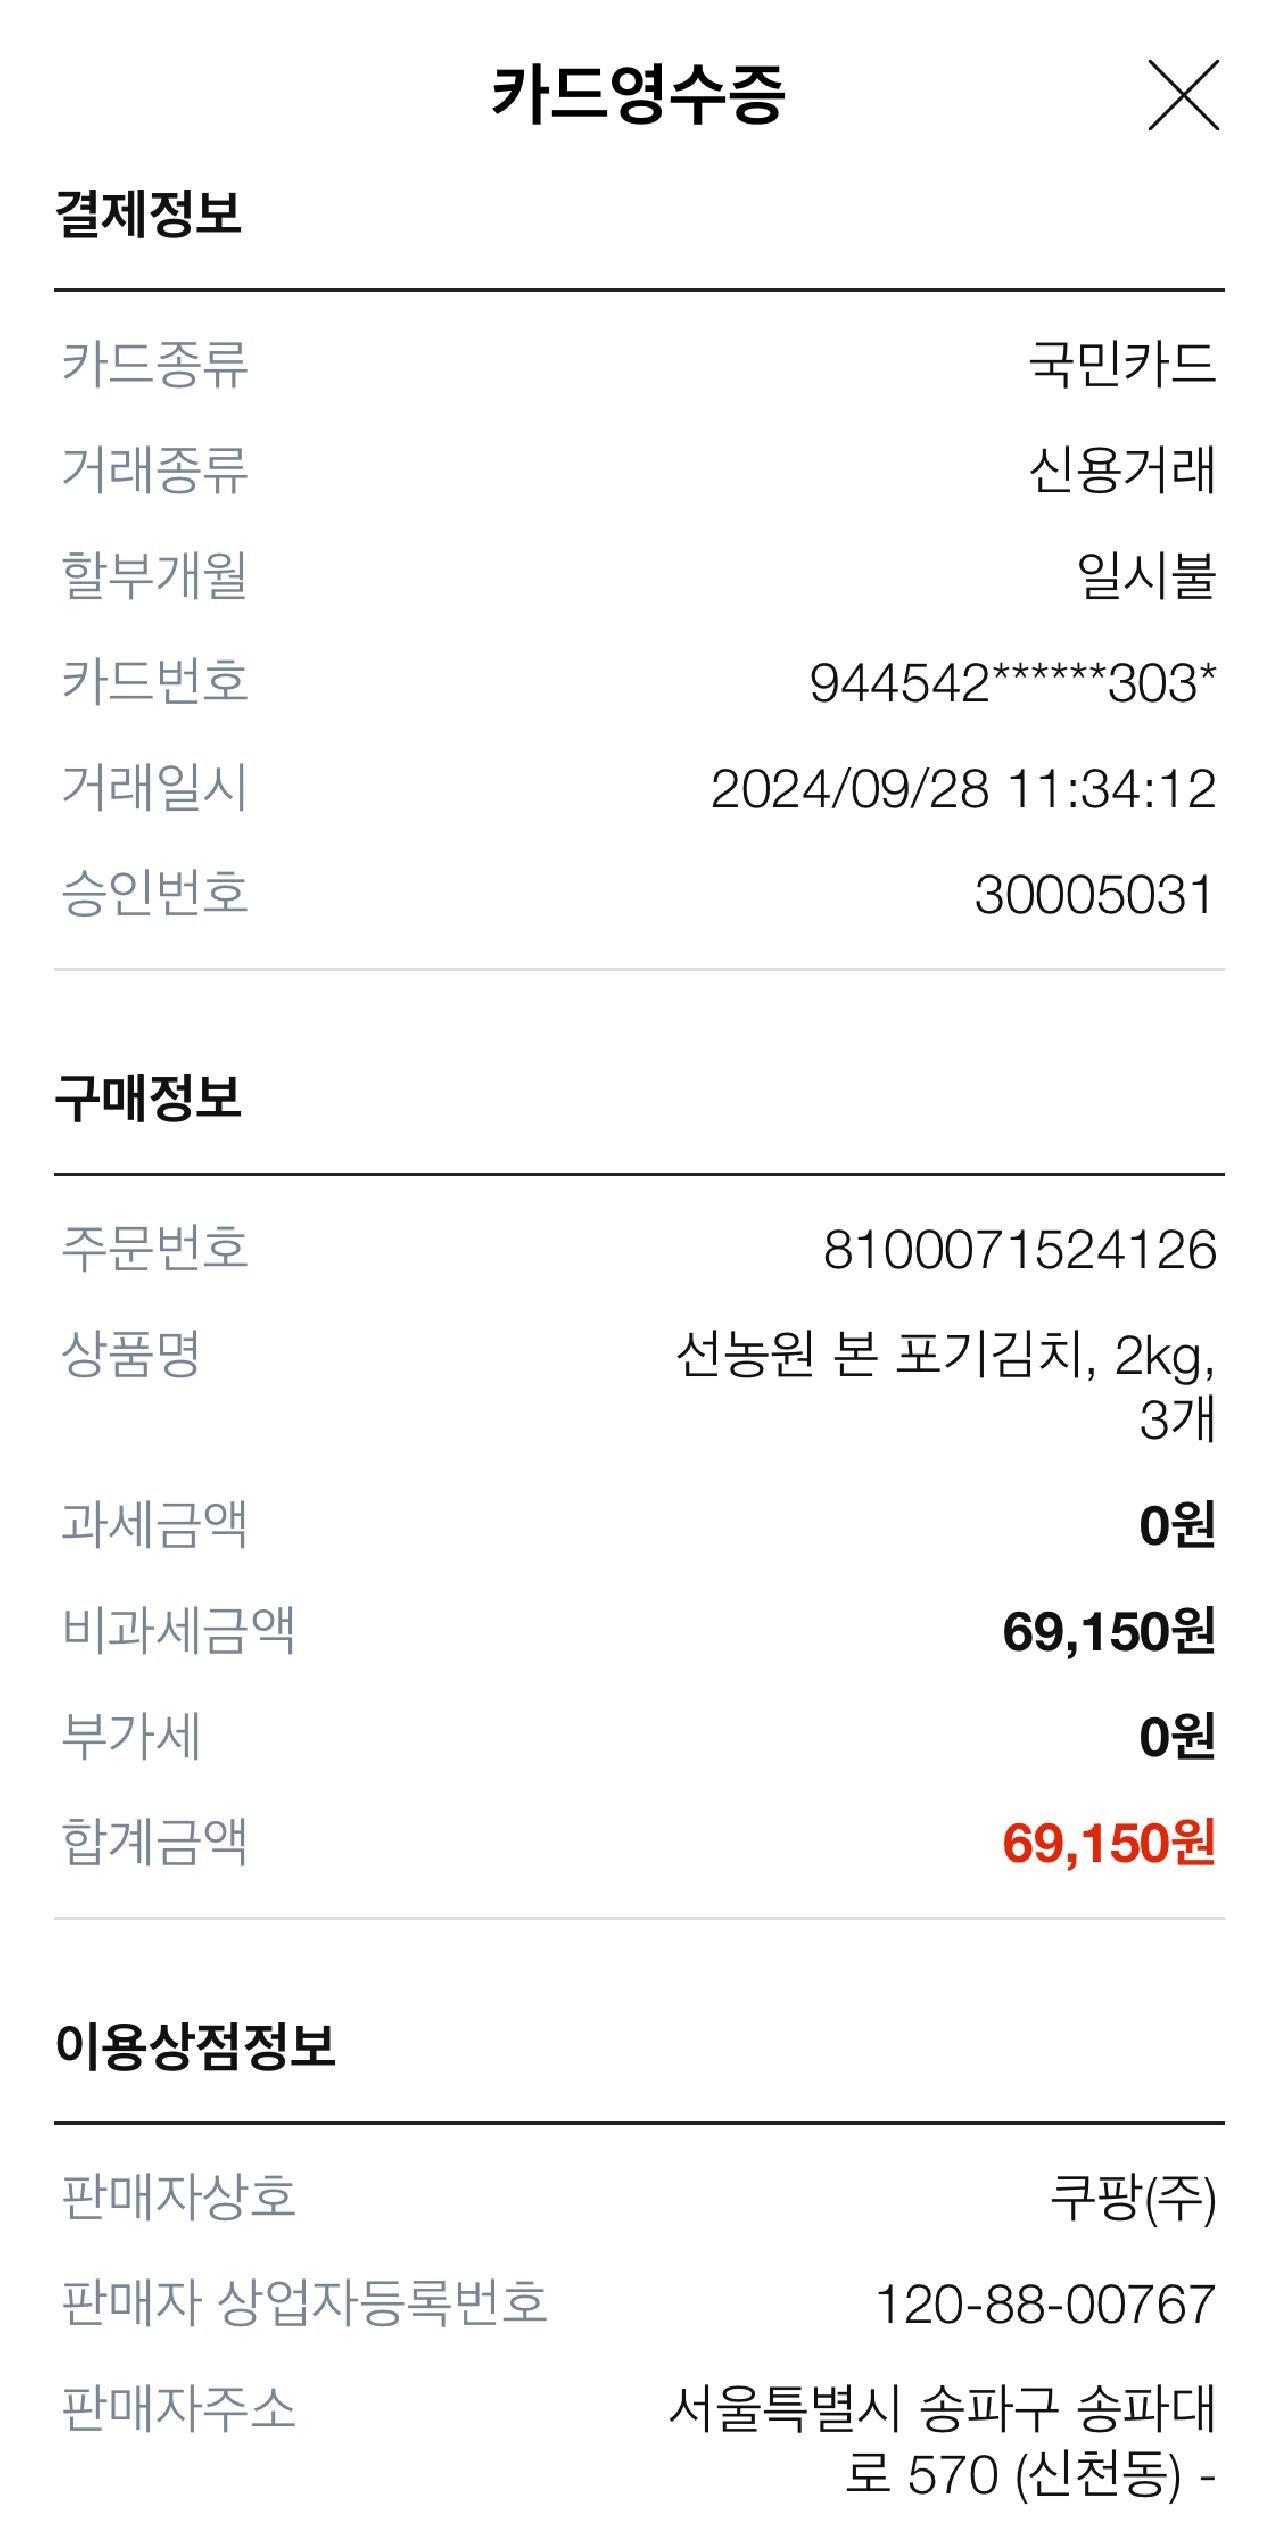 카드영수증
결제정보
카드종류 국민카드
거래종류 신용거래
할부개월 일시불
카드번호 944542******303*
거래일시 2024/09/28 11:34:12
승인번호 30005031
구매정보
주문번호 8100071524126
상품명 선농원 본 포기김치, 2kg,
3개
과세금액 0원
비과세금액 69,150원
부가세 0원
합계금액 69,150원
이용상점정보
판매자상호 쿠팡(주)
판매자 상업자등록번호 120-88-00767
판매자주소 서울특별시 송파구 송파대
로 570 (신천동) -